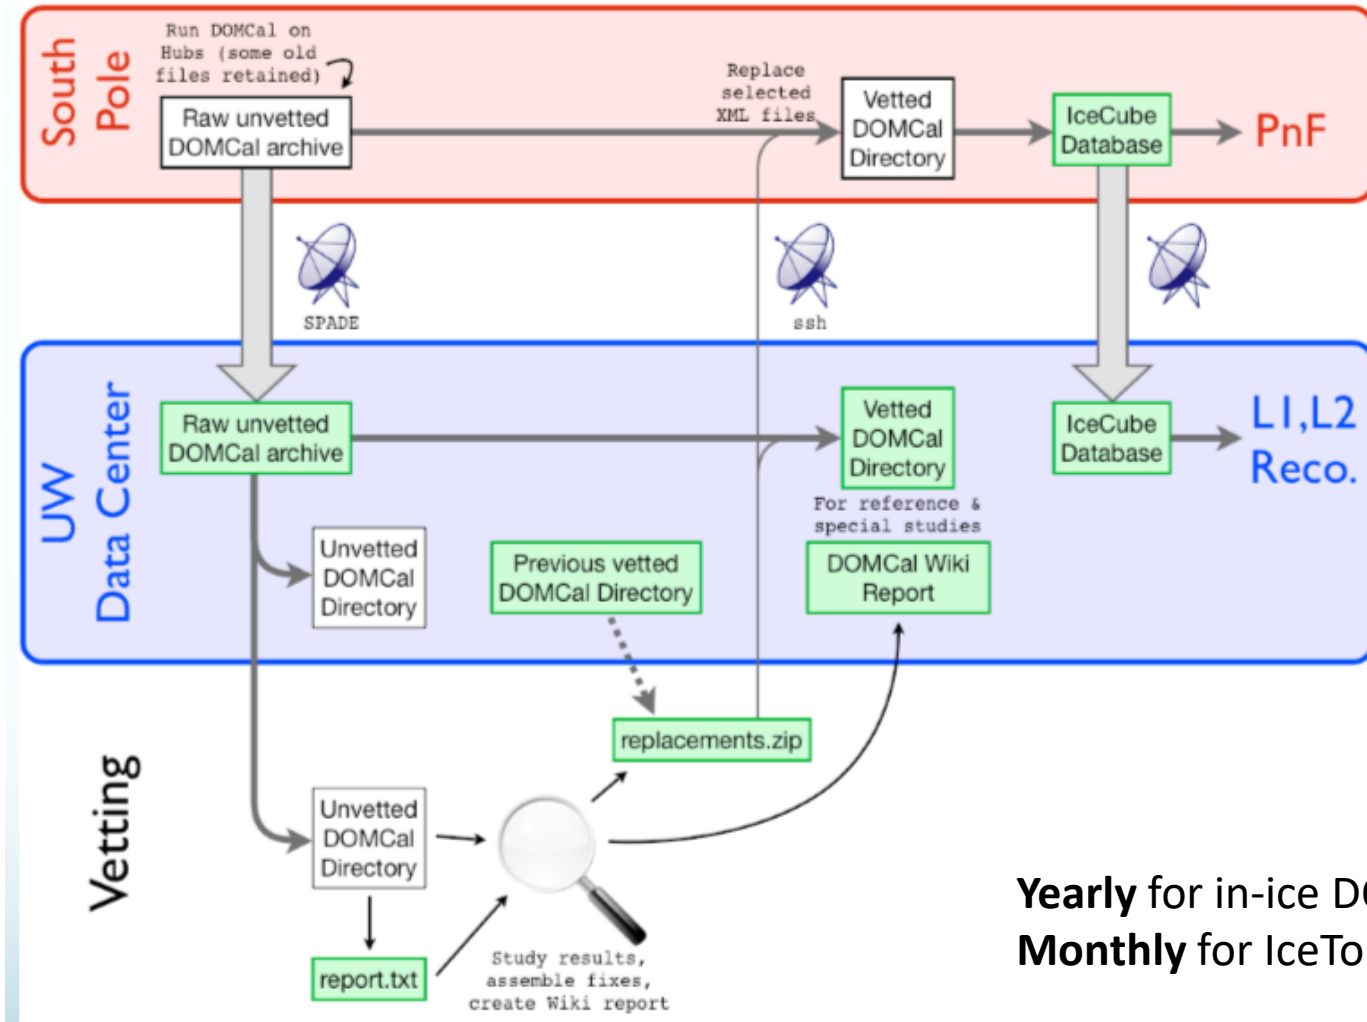 South
Pole
Run DOMCal on
Hubs (some old
files retained)
Raw unvetted
DOMCal archive
Replace
selected
XML files
Vetted
DOMCal
Directory
IceCube
Database
PnF
SPADE
ssh
UW
Data Center
Raw unvetted
DOMCal archive
Vetted
DOMCal
Directory
For reference &
special studies
IceCube
Database
L1,L2
Reco.
Unvetted
DOMCal
Directory
Previous vetted
DOMCal Directory
DOMCal Wiki
Report
replacements.zip
Vetting
Unvetted
DOMCal
Directory
report.txt
Study results,
assemble fixes,
create Wiki report
Yearly for in-ice
Monthly for